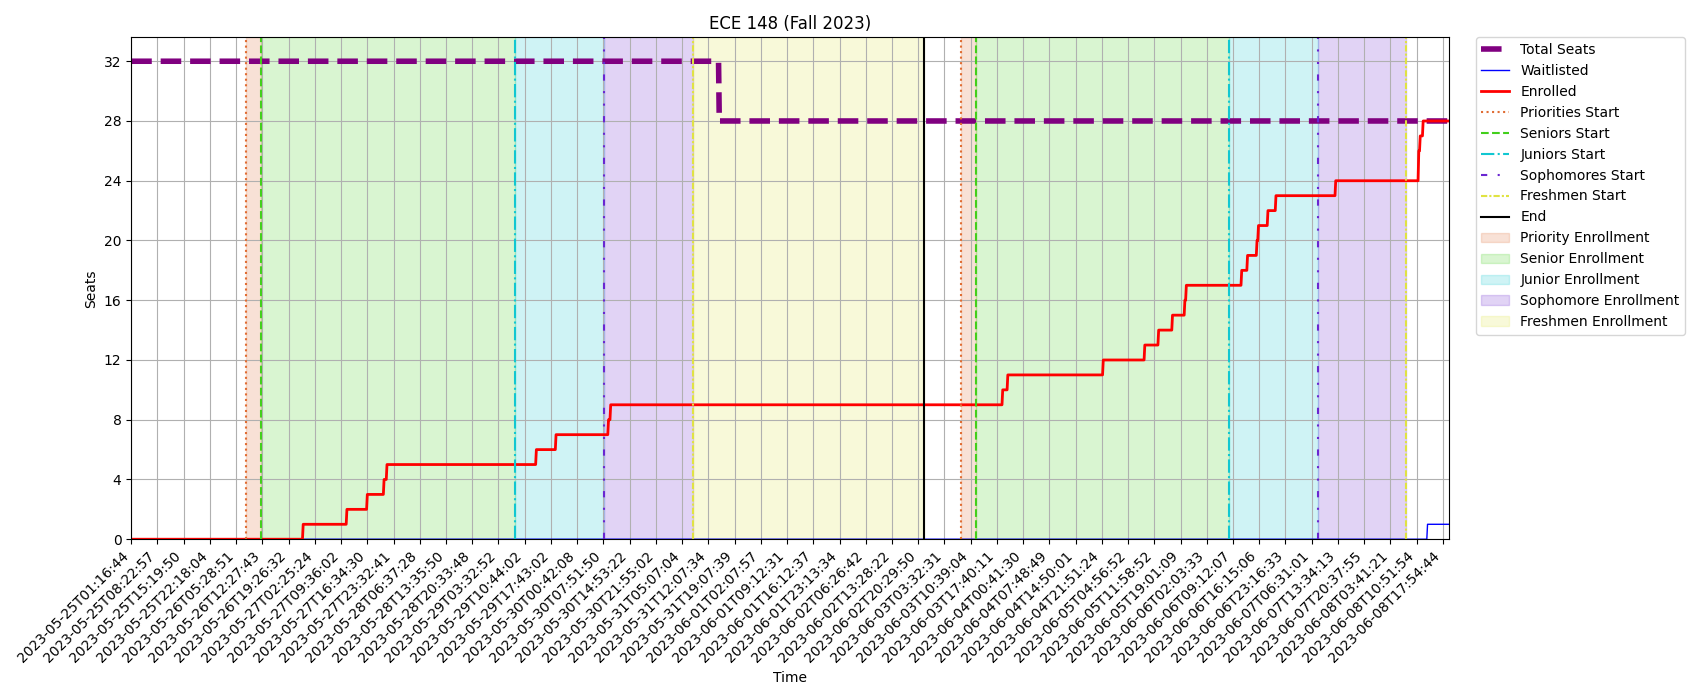 ECE 148 (Fall 2023)
Seats
32
28
24
20
16
12
8
4
0
2023-05-25T01:16:44
2023-05-25T08:22:57
2023-05-25T15:19:50
2023-05-25T22:18:04
2023-05-26T05:28:51
2023-05-26T12:27:43
2023-05-26T19:26:32
2023-05-27T02:25:24
2023-05-27T09:36:02
2023-05-27T16:34:30
2023-05-27T23:32:41
2023-05-28T06:37:28
2023-05-28T13:35:50
2023-05-28T20:33:48
2023-05-29T03:32:52
2023-05-29T10:44:02
2023-05-29T17:43:02
2023-05-30T00:42:08
2023-05-30T07:51:50
2023-05-30T14:53:22
2023-05-30T21:55:02
2023-05-31T05:07:04
2023-05-31T12:07:34
2023-05-31T19:07:39
2023-06-01T02:07:57
2023-06-01T09:12:31
2023-06-01T16:12:37
2023-06-01T23:13:34
2023-06-02T06:26:42
2023-06-02T13:28:22
2023-06-02T20:29:50
2023-06-03T03:32:31
2023-06-03T10:39:04
2023-06-03T17:40:11
2023-06-04T00:41:30
2023-06-04T07:48:49
2023-06-04T14:50:01
2023-06-04T21:51:24
2023-06-05T04:56:52
2023-06-05T11:58:52
2023-06-05T19:01:09
2023-06-06T02:03:33
2023-06-06T09:12:07
2023-06-06T16:15:06
2023-06-06T23:16:33
2023-06-07T06:31:01
2023-06-07T13:34:13
2023-06-07T20:37:55
2023-06-08T03:41:21
2023-06-08T10:51:54
2023-06-08T17:54:44
Time
Total Seats
Waitlisted
Enrolled
Priorities Start
Seniors Start
Juniors Start
Sophomores Start
Freshmen Start
End
Priority Enrollment
Senior Enrollment
Junior Enrollment
Sophomore Enrollment
Freshmen Enrollment